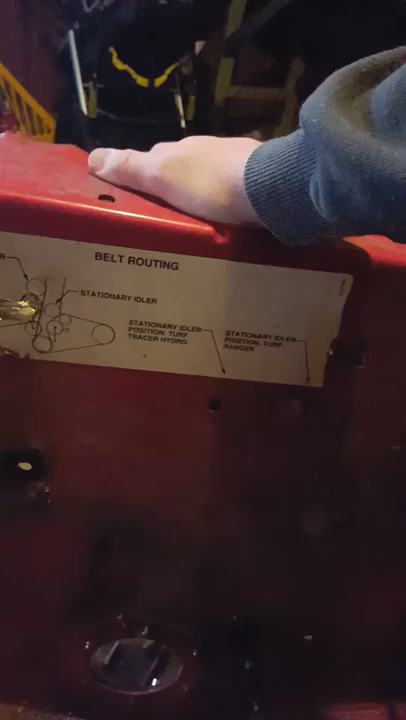 BELT ROUTING
STATIONARY IDLER
STATIONARY IDLER
POSITION: TURF
TRACER HYDRO.
STATIONARY IDLER
POSITION: TURF
RANGER